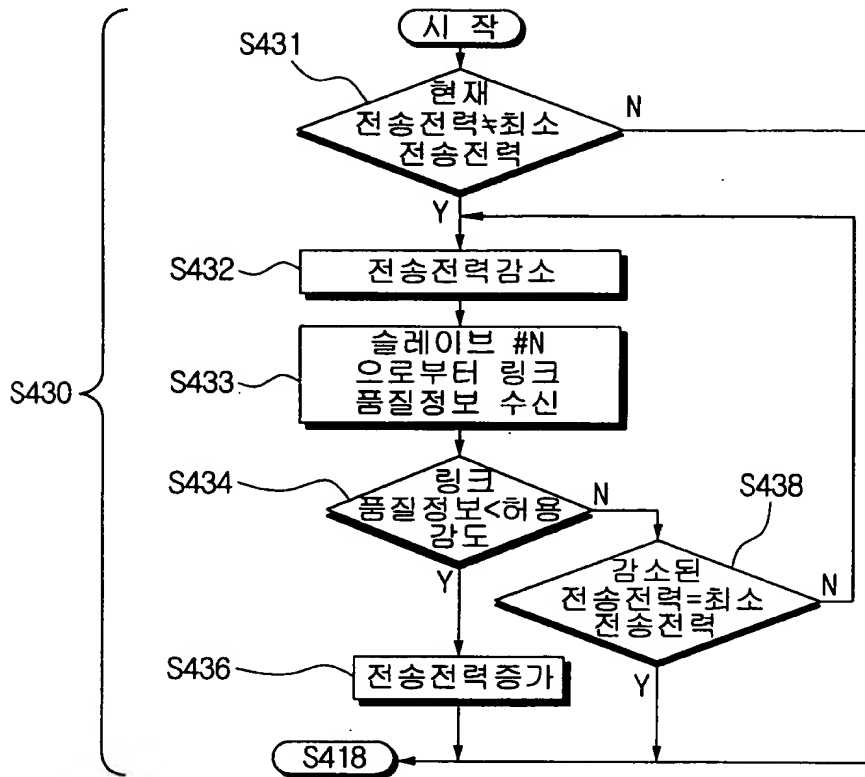 시 작
S431
현재
전송전력≒최소
전송전력
N
Y
S432
전송전력감소
S430
S433
슬레이브 #N
으로부터 링크
품질정보 수신
S434
링크
품질정보<허용
강도
N
Y
S438
감소된
전송전력=최소
전송전력
N
Y
S436
전송전력증가
S418